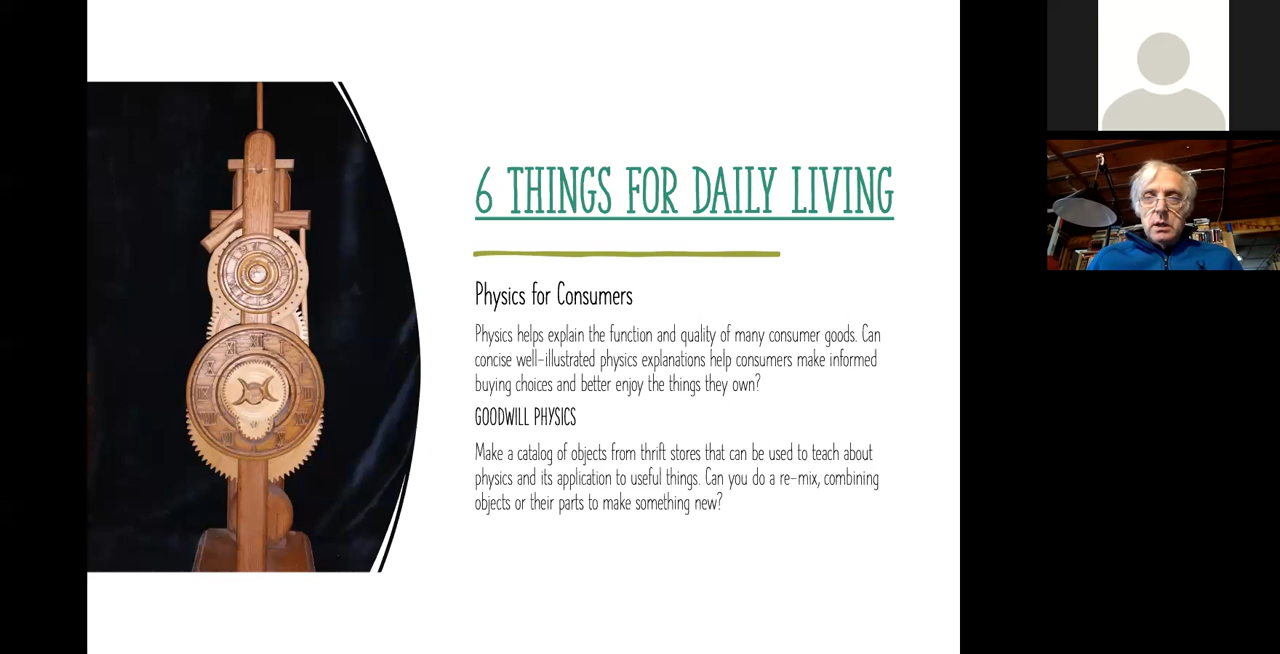 6 THINGS FOR DAILY LIVING
Physics for Consumers
Physics helps explain the function and quality of many consumer goods. Can
concise well-illustrated physics explanations help consumers make informed
buying choices and better enjoy the things they own?
GOODWILL PHYSICS
Make a catalog of objects from thrift stores that can be used to teach about
physics and its application to useful things. Can you do a re-mix, combining
objects or their parts to make something new?